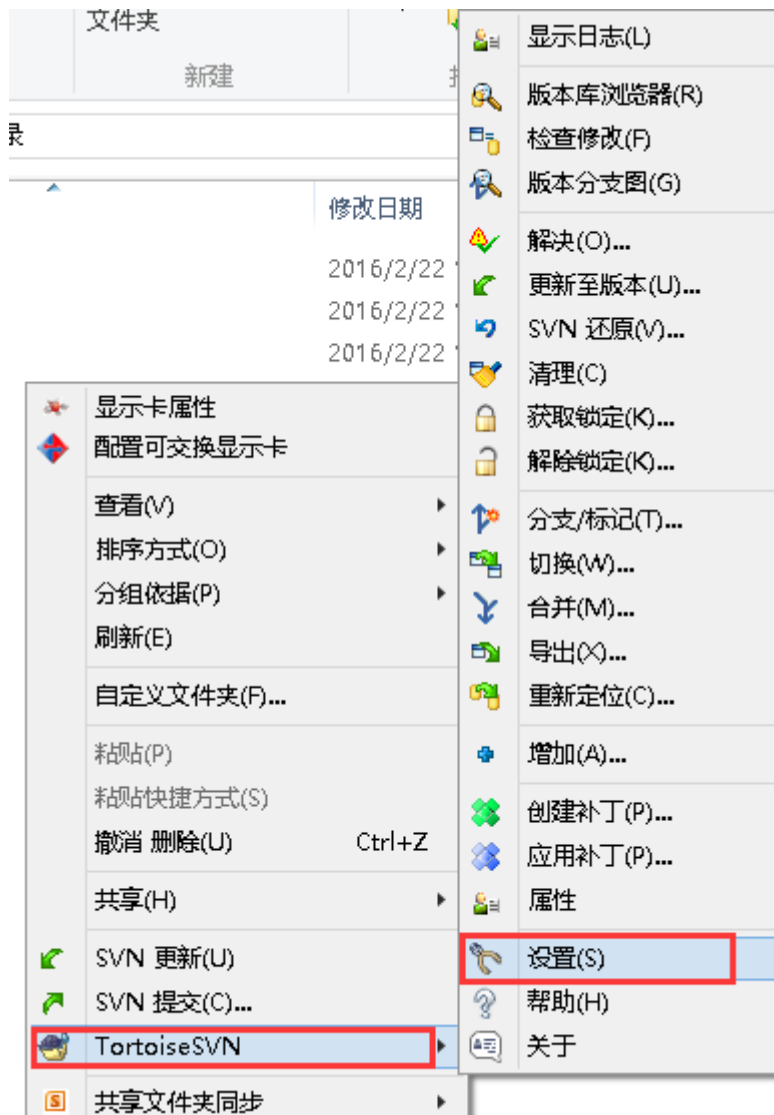 文件夹
新建
录
修改日期
2016/2/22
2016/2/22
2016/2/22
显示卡属性
配置可交换显示卡
查看(V)
排序方式(O)
分组依据(P)
刷新(E)
自定义文件夹(F)...
粘贴(P)
粘贴快捷方式(S)
撤消 删除(U) Ctrl+Z
共享(H)
SVN 更新(U)
SVN 提交(C)...
TortoiseSVN
共享文件夹同步
显示日志(L)
版本库浏览器(R)
检查修改(F)
版本分支图(G)
解决(O)...
更新至版本(U)...
SVN 还原(V)...
清理(C)
获取锁定(K)...
解除锁定(K)...
分支/标记(T)...
切换(W)...
合并(M)...
导出(X)...
重新定位(C)...
增加(A)...
创建补丁(P)...
应用补丁(P)...
属性
设置(S)
帮助(H)
关于